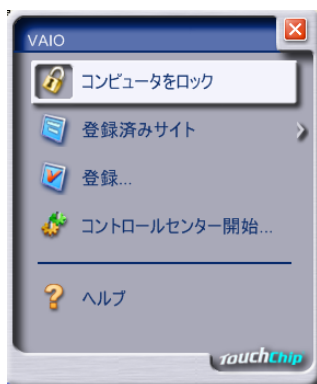 VAIO
コンピュータをロック
登録済みサイト
登録...
コントロールセンター開始...
ヘルプ
TouchChip